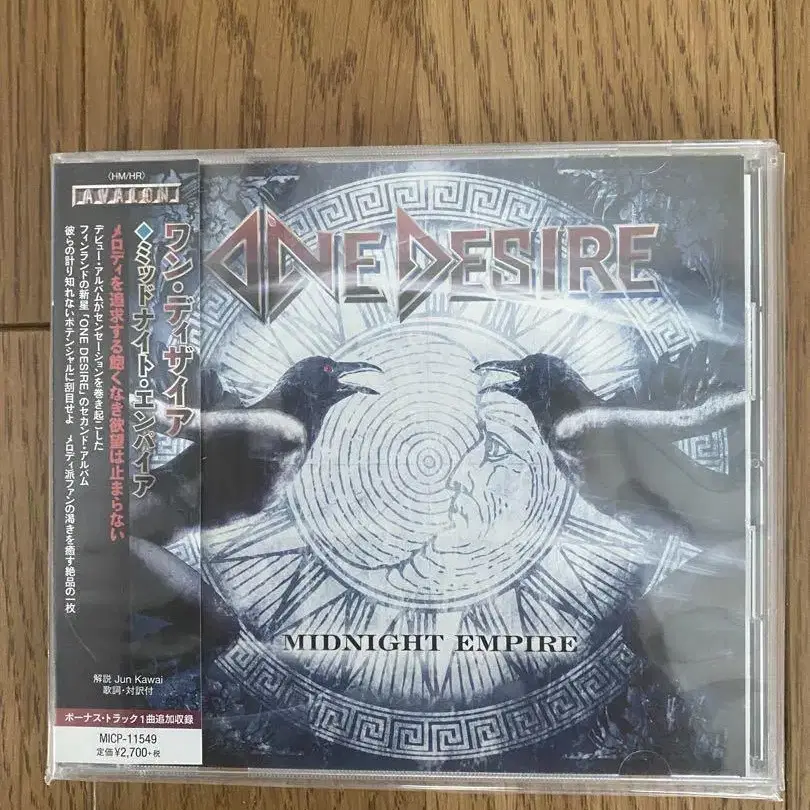 〈HM/HR〉
AVALON
ワン・ディザイア
◆ミッドナイト・エンパイア
メロディを追求する飽くなき欲望は止まらない
デビュー・アルバムがセンセーションを巻き起こした
フィンランドの新星「ONE DESIRE」のセカンド・アルバム
彼らの計り知れないポテンシャルに刮目せよ メロディ派ファンの渇きを癒す絶品の一枚
解説 Jun Kawai
歌詞・対訳付
ボーナス・トラック1曲追加収録
MICP-11549
定価¥2,700+税
ONE DESIRE
MIDNIGHT EMPIRE